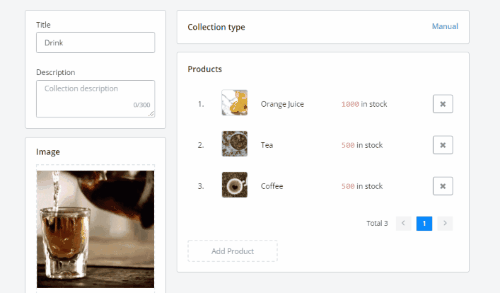 Title
Drink
Description
Collection description
0/300
Image
Collection type
Manual
Products
1. Orange Juice 1000 in stock
2. Tea 500 in stock
3. Coffee 500 in stock
Total 3 < 1 >
Add Product